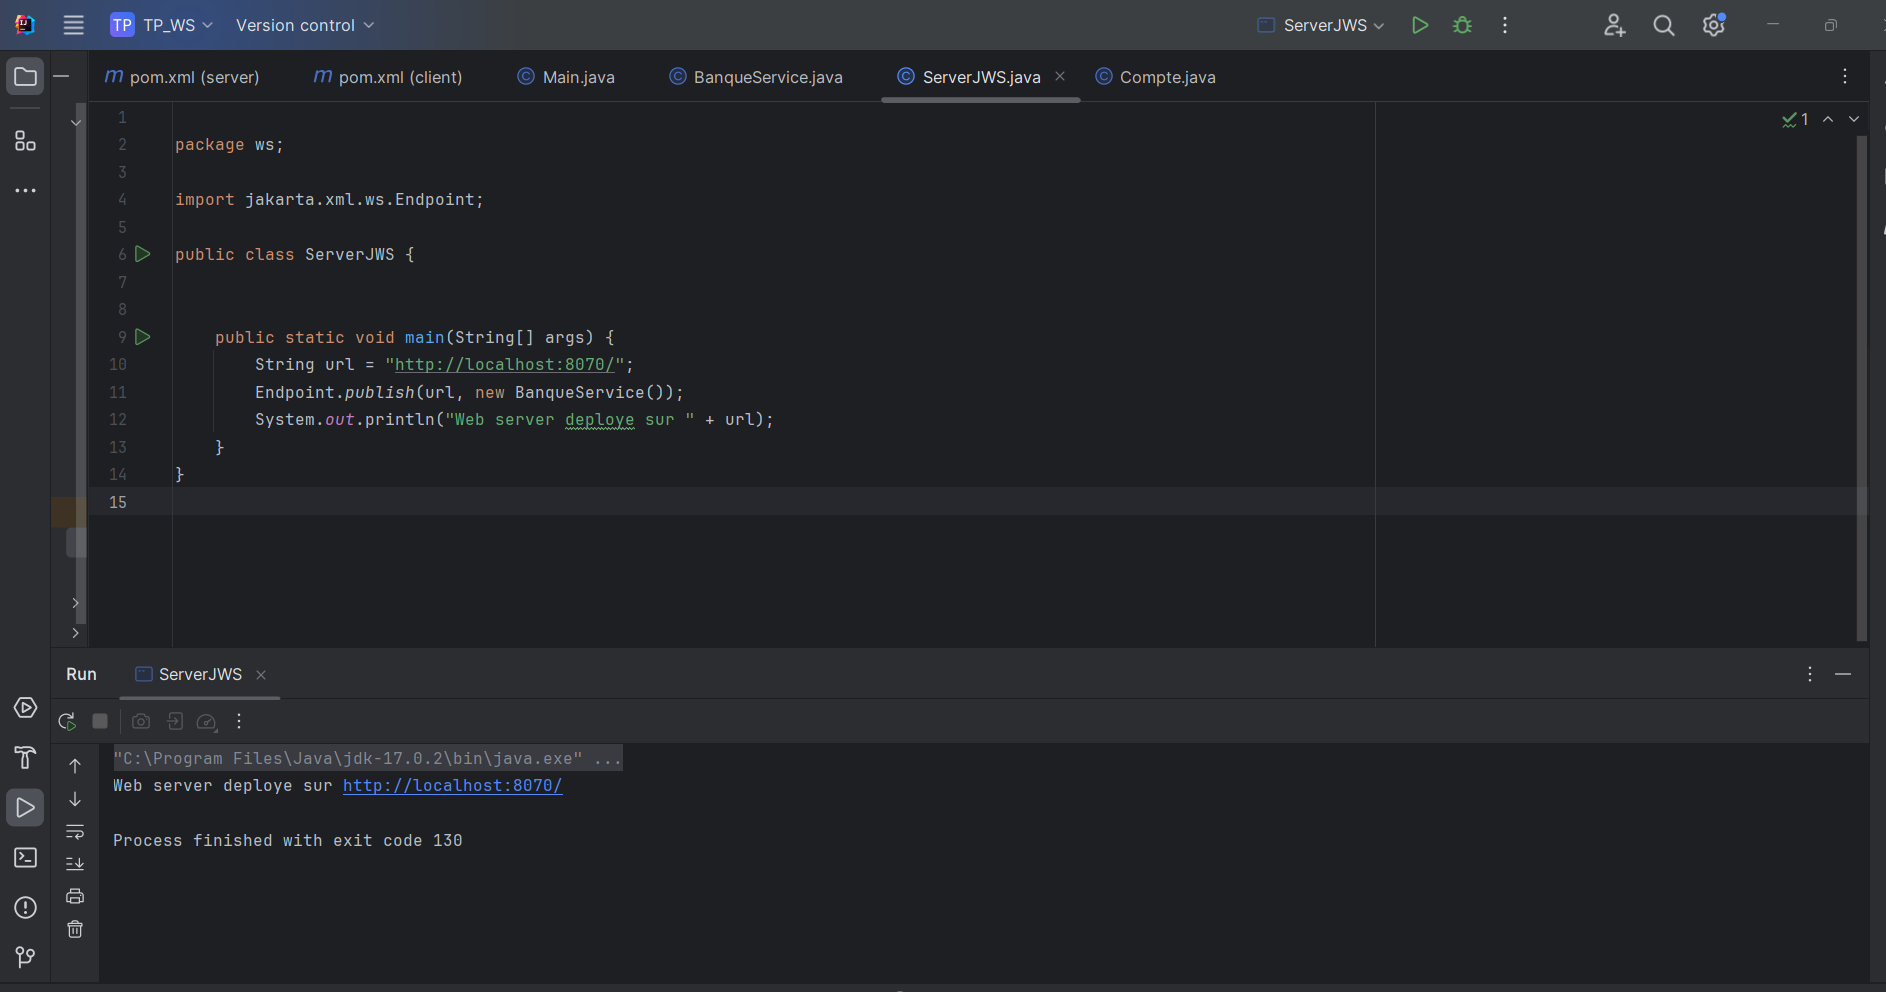 TP TP_WS Version control ServerJWS
m pom.xml (server) m pom.xml (client) Main.java BanqueService.java ServerJWS.java Compte.java
1
2 package ws;
3
4 import jakarta.xml.ws.Endpoint;
5
6 public class ServerJWS {
7
8
9 public static void main(String[] args) {
10 String url = "http://localhost:8070/";
11 Endpoint.publish(url, new BanqueService());
12 System.out.println("Web server deploye sur " + url);
13 }
14 }
15
1
Run ServerJWS
"C:\Program Files\Java\jdk-17.0.2\bin\java.exe" ...
Web server deploye sur http://localhost:8070/
Process finished with exit code 130